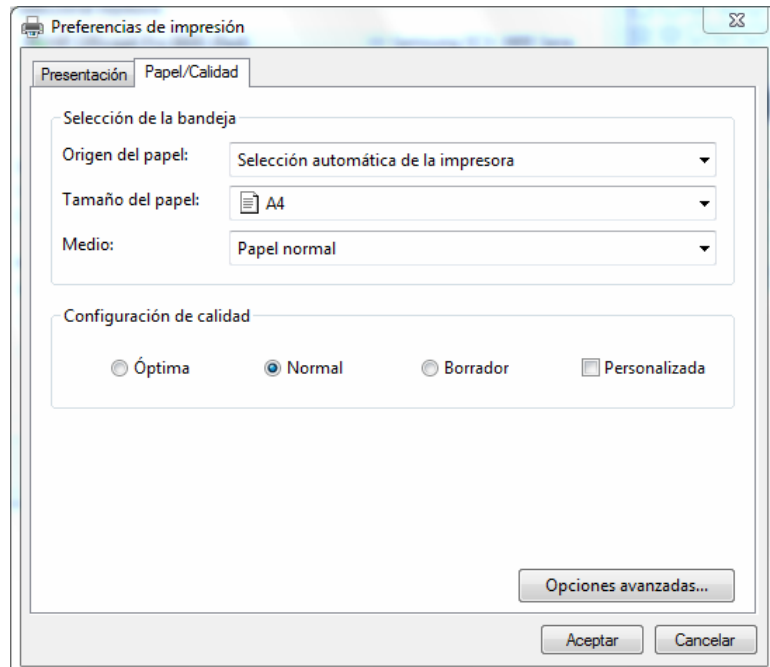 Preferencias de impresión
Presentación Papel/Calidad
Selección de la bandeja
Origen del papel: Selección automática de la impresora
Tamaño del papel: A4
Medio: Papel normal
Configuración de calidad
Óptima Normal Borrador Personalizada
Opciones avanzadas...
Aceptar Cancelar